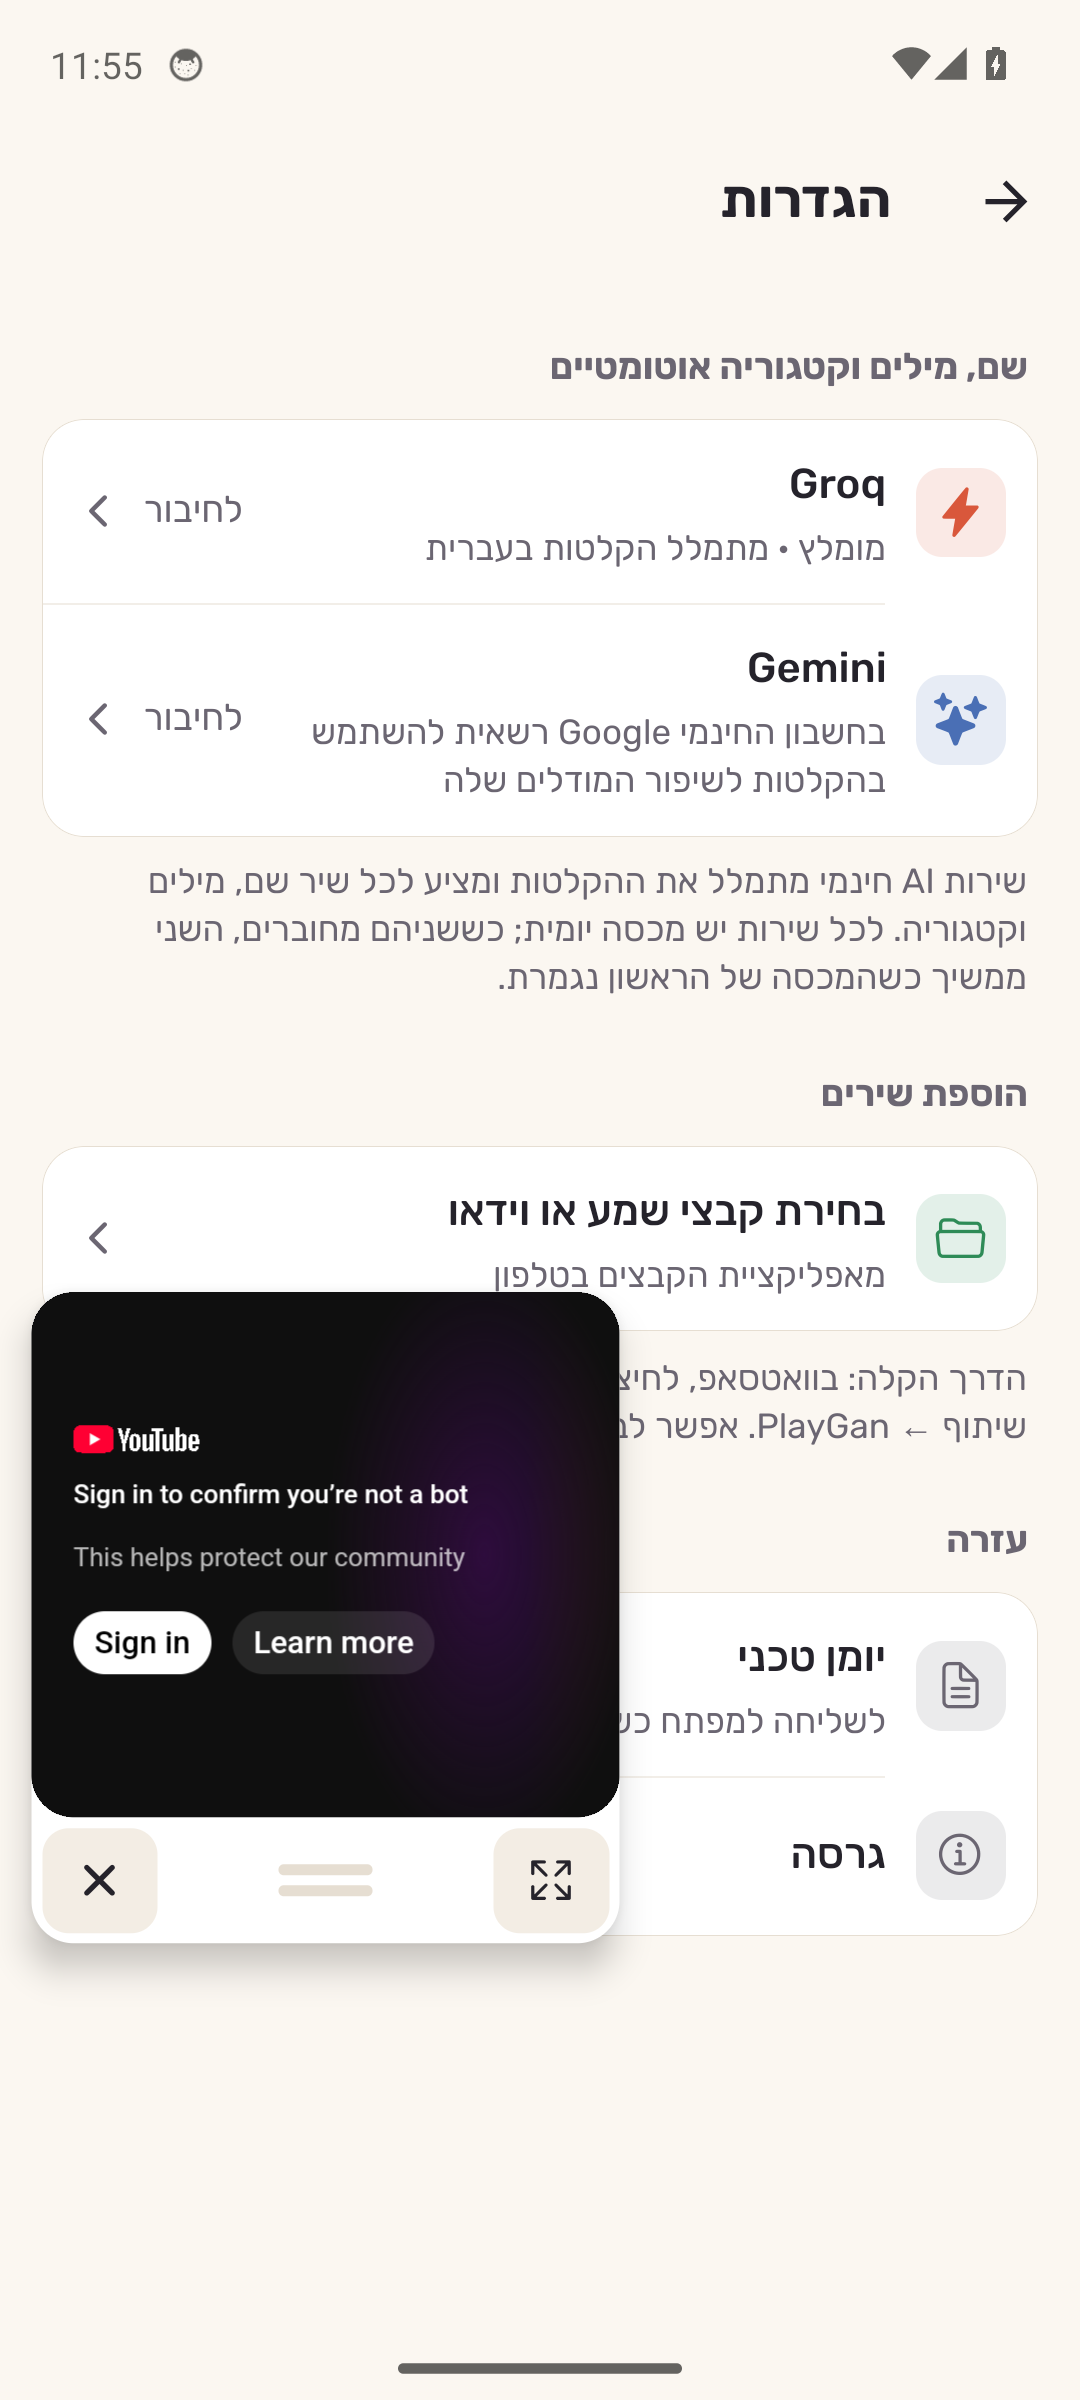 11:55
הגדרות
שם, מילים וקטגוריה אוטומטיים
Groq
מומלץ • מתמלל הקלטות בעברית
לחיבור
Gemini
בחשבון החינמי Google רשאית להשתמש
בהקלטות לשיפור המודלים שלה
לחיבור
שירות AI חינמי מתמלל את ההקלטות ומציע לכל שיר שם, מילים
וקטגוריה. לכל שירות יש מכסה יומית; כששניהם מחוברים, השני
ממשיך כשהמכסה של הראשון נגמרת.
הוספת שירים
בחירת קבצי שמע או וידאו
מאפליקציית הקבצים בטלפון
הדרך הקלה: בוואטסאפ,
שיתוף ← PlayGan. אפשר
עזרה
יומן טכני
לשליחה למפתח
גרסה
YouTube
Sign in to confirm you’re not a bot
This helps protect our community
Sign in
Learn more